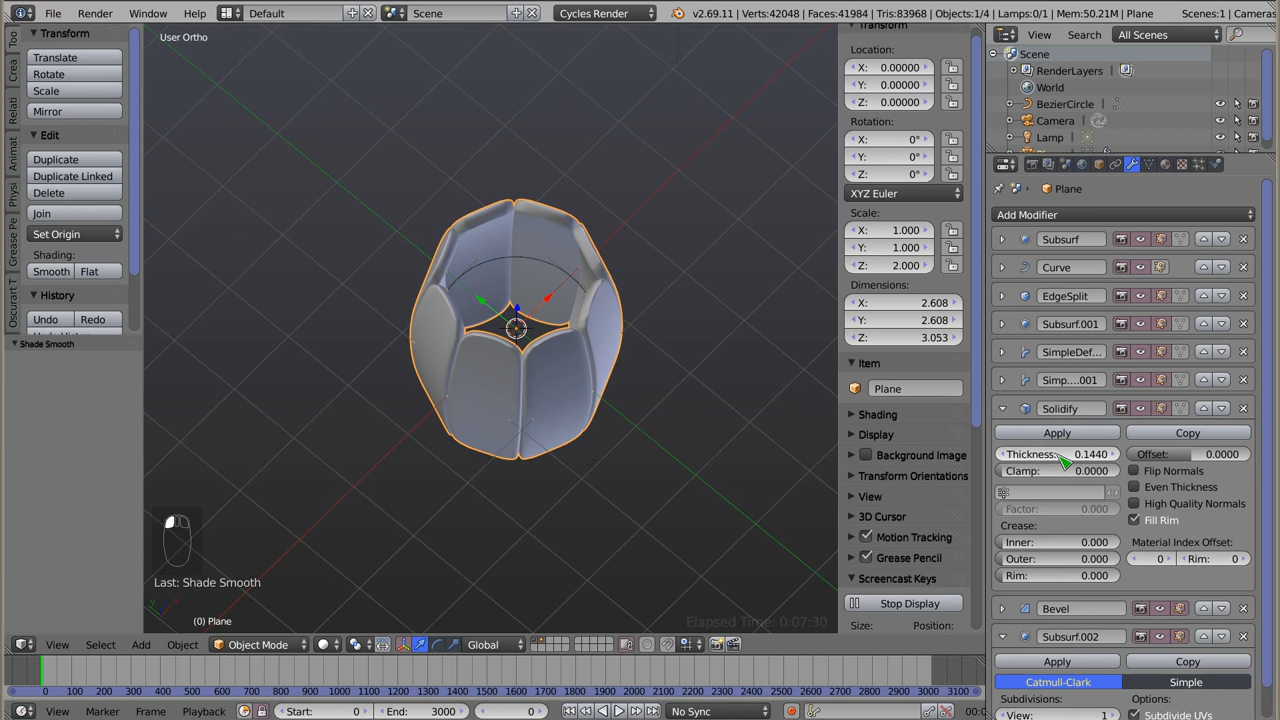 File Render Window Help Default Scene Cycles Render v2.69.11 | Verts:42048 | Faces:41984 | Tris:83968 | Objects:1/4 | Lamps:0/1 | Mem:50.21M | Plane Scenes:1 | Cameras
Too
Crea
Relati
Animat
Physi
Grease Pe
Oscurart T
Transform
Translate
Rotate
Scale
Mirror
Edit
Duplicate
Duplicate Linked
Delete
Join
Set Origin
Shading:
Smooth Flat
History
Undo Redo
Shade Smooth
User Ortho
Last: Shade Smooth
(0) Plane
Elapsed Time: 0:07:30
View Select Add Object Object Mode Global
Transform
Location:
X: 0.00000
Y: 0.00000
Z: 0.00000
Rotation:
X: 0°
Y: 0°
Z: 0°
XYZ Euler
Scale:
X: 1.000
Y: 1.000
Z: 2.000
Dimensions:
X: 2.608
Y: 2.608
Z: 3.053
Item
Plane
Shading
Display
Background Image
Transform Orientations
View
3D Cursor
Motion Tracking
Grease Pencil
Screencast Keys
Stop Display
Size: Position:
View Search All Scenes
Scene
RenderLayers
World
BezierCircle
Camera
Lamp
Plane
Add Modifier
Subsurf
Curve
EdgeSplit
Subsurf.001
SimpleDef...
Simp....001
Solidify
Apply Copy
Thickness: 0.1440 Offset: 0.0000
Clamp: 0.0000 Flip Normals
Even Thickness
Factor: 0.000 High Quality Normals
Crease: Fill Rim
Inner: 0.000 Material Index Offset:
Outer: 0.000 0 Rim: 0
Rim: 0.000
Bevel
Subsurf.002
Apply Copy
Catmull-Clark Simple
Subdivisions: Options:
View: 1 Subdivide UVs
0 100 200 300 400 500 600 700 800 900 1000 1100 1200 1300 1400 1500 1600 1700 1800 1900 2000 2100 2200 2300 2400 2500 2600 2700 2800 2900 3000 3100
View Marker Frame Playback Start: 0 End: 3000 0 No Sync 00:0